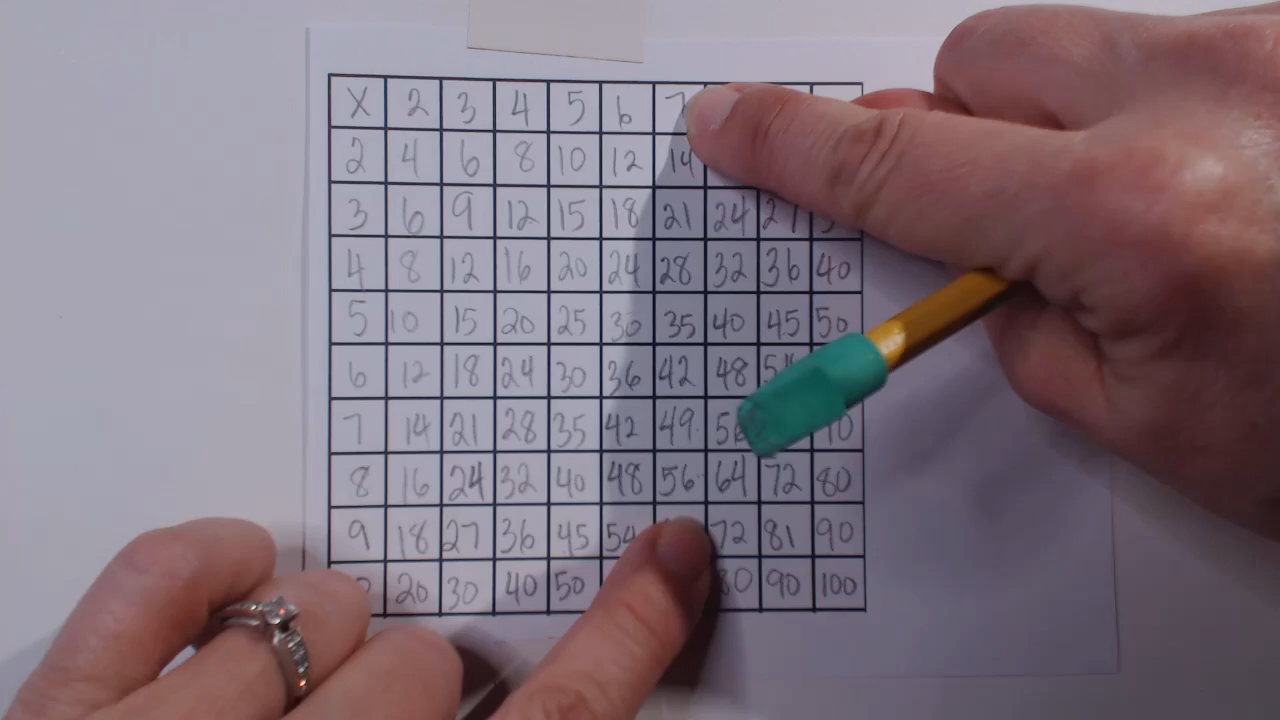 X 2 3 4 5 6 7
2 4 6 8 10 12 14
3 6 9 12 15 18 21 24 27
4 8 12 16 20 24 28 32 36 40
5 10 15 20 25 30 35 40 45 50
6 12 18 24 30 36 42 48
7 14 21 28 35 42 49
8 16 24 32 40 48 56 64 72 80
9 18 27 36 45 54 72 81 90
20 30 40 50 80 90 100